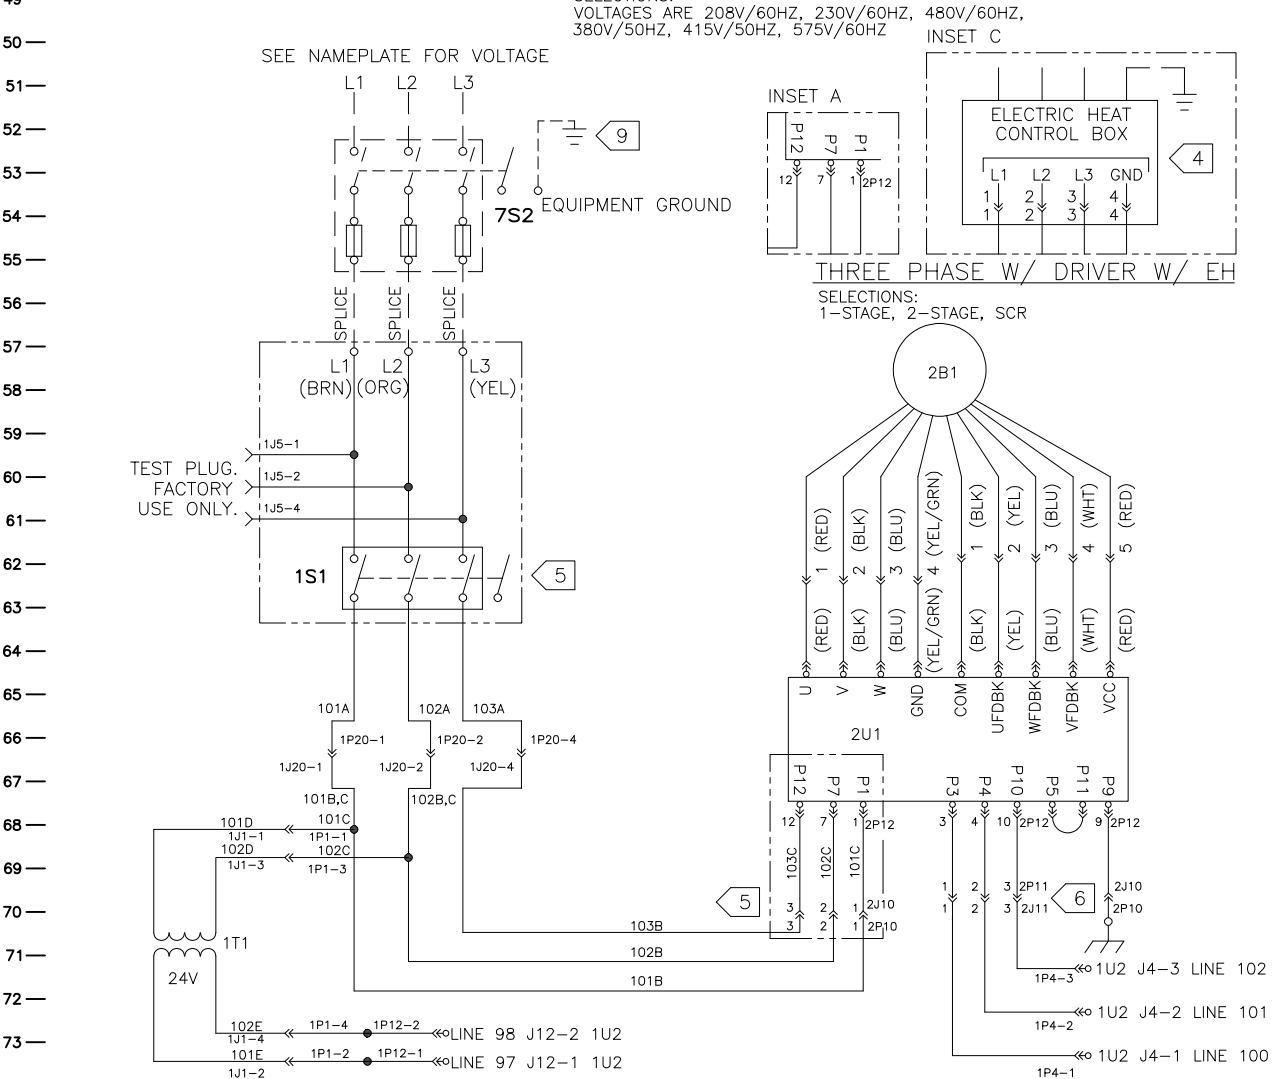 49
SELECTIONS:
VOLTAGES ARE 208V/60HZ, 230V/60HZ, 480V/60HZ,
380V/50HZ, 415V/50HZ, 575V/60HZ
50
INSET C
SEE NAMEPLATE FOR VOLTAGE
51
L1 L2 L3
INSET A
ELECTRIC HEAT
CONTROL BOX
52
9
P12 P7 P1
4
53
L1 L2 L3 GND
12 7 1 2P12
1 2 3 4
1 2 3 4
7S2
EQUIPMENT GROUND
54
55
THREE PHASE W/ DRIVER W/ EH
SELECTIONS:
1-STAGE, 2-STAGE, SCR
56
SPLICE SPLICE SPLICE
57
L1 L2 L3
(BRN) (ORG) (YEL)
2B1
58
59
1J5-1
TEST PLUG.
FACTORY
USE ONLY.
60
1J5-2
1J5-4
61
1 (RED) 2 (BLK) 3 (BLU) 4 (YEL/GRN) 1 (BLK) 2 (YEL) 3 (BLU) 4 (WHT) 5 (RED)
62
1S1
5
63
(RED) (BLK) (BLU) (YEL/GRN) (BLK) (YEL) (BLU) (WHT) (RED)
64
65
U V W GND COM UFDBK WFDBK VFDBK VCC
101A 102A 103A
66
1P20-1 1P20-2 1P20-4
2U1
1J20-1 1J20-2 1J20-4
67
P12 P7 P1 P3 P4 P10 P5 P11 P9
101B,C 102B,C
68
101D 101C
1J1-1 1P1-1
12 7 1 2P12 3 4 10 2P12 9 2P12
102D 102C
1J1-3 1P1-3
69
103C 102C 101C
5
6
1 2 3 2P11 2J10
70
3 2 1 2J10
1 2 3 2J11 2P10
103B
3 2 1 2P10
1T1
71
102B
24V
101B
1U2 J4-3 LINE 102
1P4-3
72
1U2 J4-2 LINE 101
1P4-2
102E 1P1-4 1P12-2 LINE 98 J12-2 1U2
1J1-4
73
101E 1P1-2 1P12-1 LINE 97 J12-1 1U2
1J1-2
1U2 J4-1 LINE 100
1P4-1